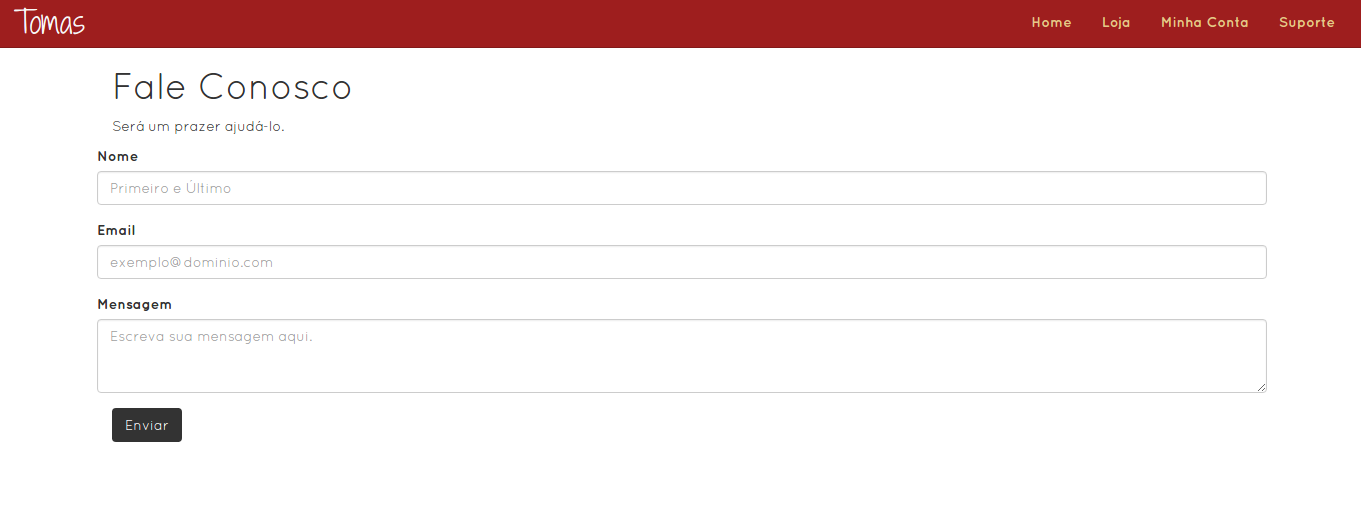 Tomas Home Loja Minha Conta Suporte
Fale Conosco
Será um prazer ajudá-lo.
Nome
Primeiro e Último
Email
exemplo@dominio.com
Mensagem
Escreva sua mensagem aqui.
Enviar